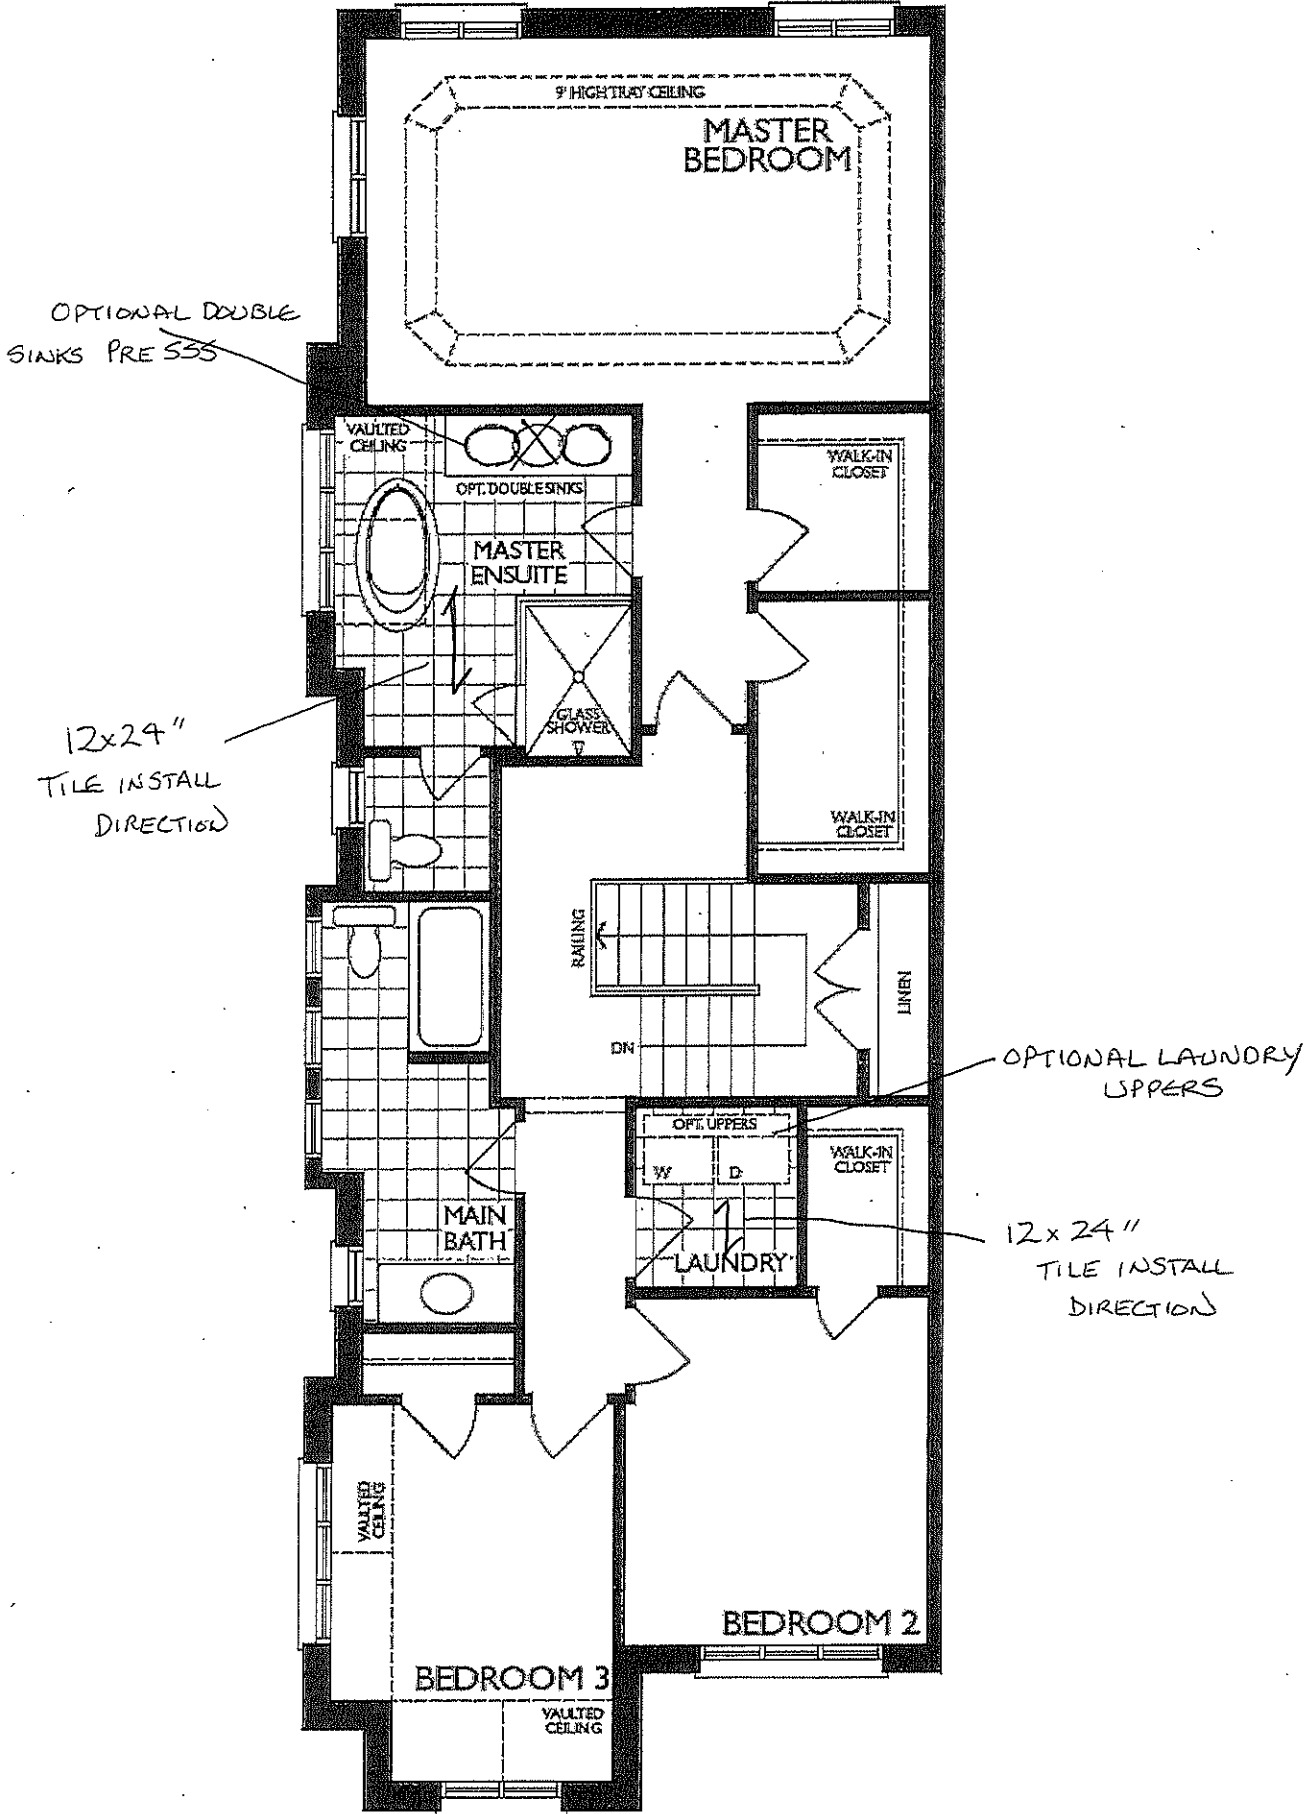 9' HIGH TRAY CEILING
MASTER
BEDROOM
OPTIONAL DOUBLE
SINKS PRE SSS
VAULTED
CEILING
OPT. DOUBLE SINKS
WALK-IN
CLOSET
MASTER
ENSUITE
GLASS
SHOWER
12x24"
TILE INSTALL
DIRECTION
WALK-IN
CLOSET
RAILING
LINEN
DN
OPTIONAL LAUNDRY
UPPERS
OPT. UPPERS
W
D
WALK-IN
CLOSET
MAIN
BATH
LAUNDRY
12x24"
TILE INSTALL
DIRECTION
VAULTED
CEILING
BEDROOM 2
BEDROOM 3
VAULTED
CEILING